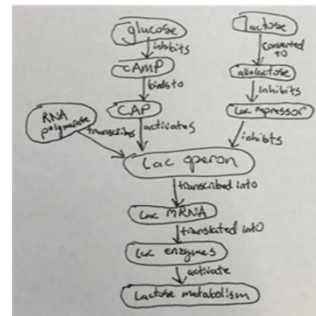 glucose
inhibits
cAMP
binds to
CAP
activates
RNA
polymerase
transcribes
lactose
converted
to
allolactose
inhibits
lac repressor
inhibits
Lac operon
transcribed into
Lac mRNA
translated into
Lac enzymes
activate
Lactose metabolism